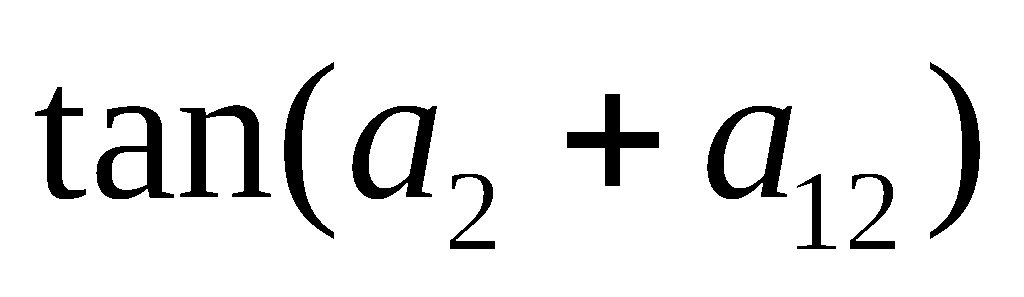 tan(a₂ + a₁₂)